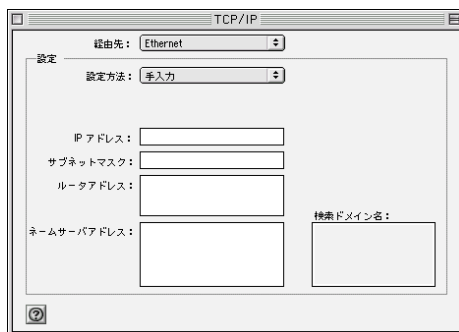 TCP/IP
経由先： Ethernet
設定
設定方法： 手入力
IP アドレス：
サブネットマスク：
ルータアドレス：
検索ドメイン名：
ネームサーバアドレス：
?